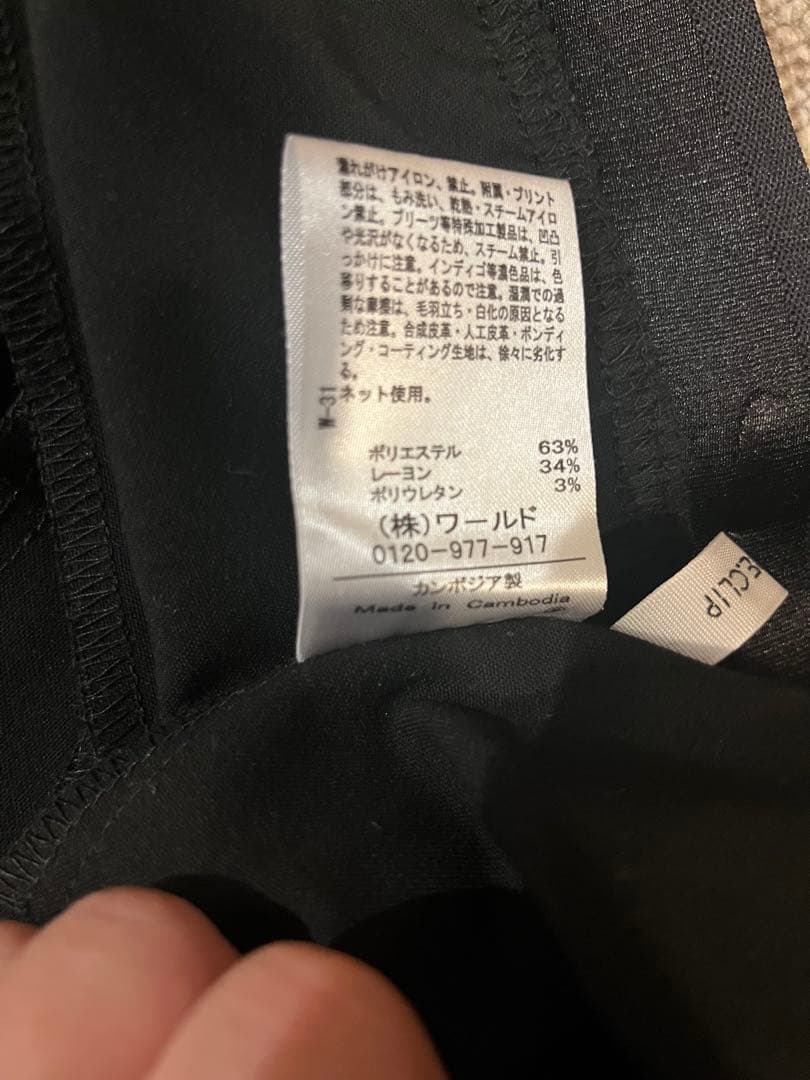 濡れがけアイロン、禁止。附属・プリント
部分は、もみ洗い、乾熱・スチームアイロ
ン禁止。プリーツ等特殊加工製品は、凹凸
や光沢がなくなるため、スチーム禁止。引
っかけに注意。インディゴ等濃色品は、色
移りすることがあるので注意。湿潤での過
剰な摩擦は、毛羽立ち・白化の原因となる
ため注意。合成皮革・人工皮革・ボンディ
ング・コーティング生地は、徐々に劣化す
る。
ネット使用。
W-31
ポリエステル 63%
レーヨン 34%
ポリウレタン 3%
(株)ワールド
0120-977-917
カンボジア製
Made in Cambodia
E.CLIP